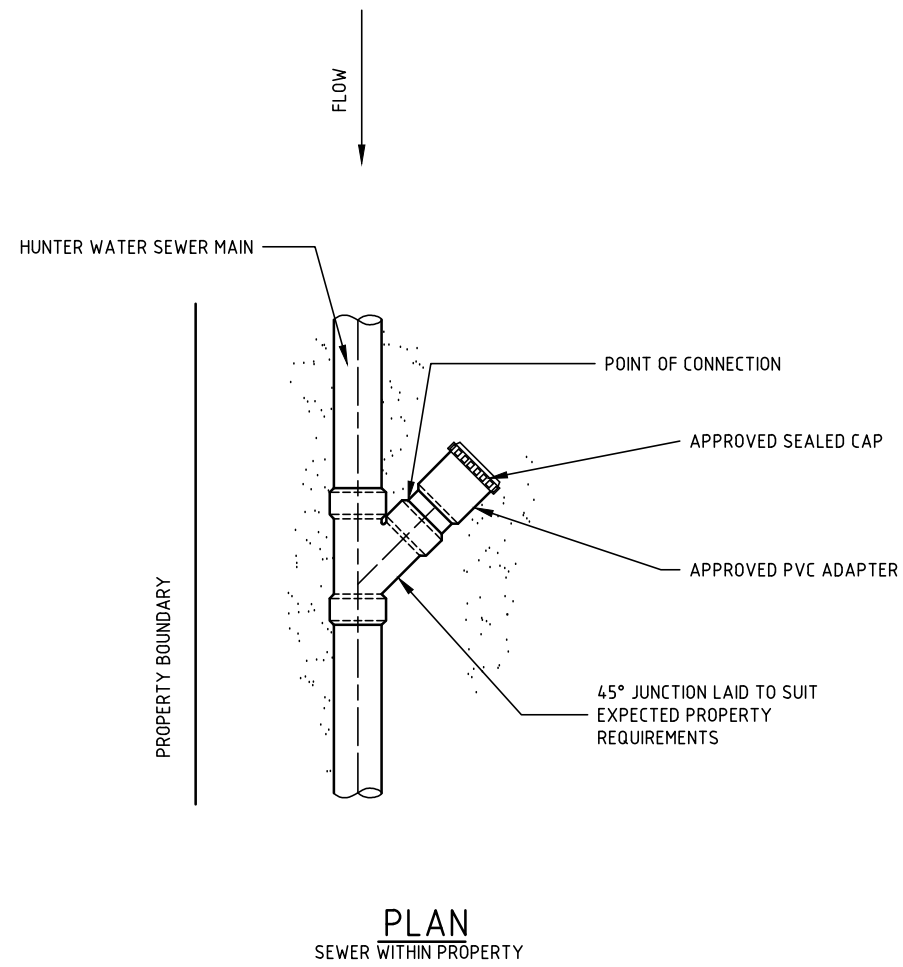 FLOW
HUNTER WATER SEWER MAIN
POINT OF CONNECTION
APPROVED SEALED CAP
APPROVED PVC ADAPTER
PROPERTY BOUNDARY
45° JUNCTION LAID TO SUIT
EXPECTED PROPERTY
REQUIREMENTS
PLAN
SEWER WITHIN PROPERTY